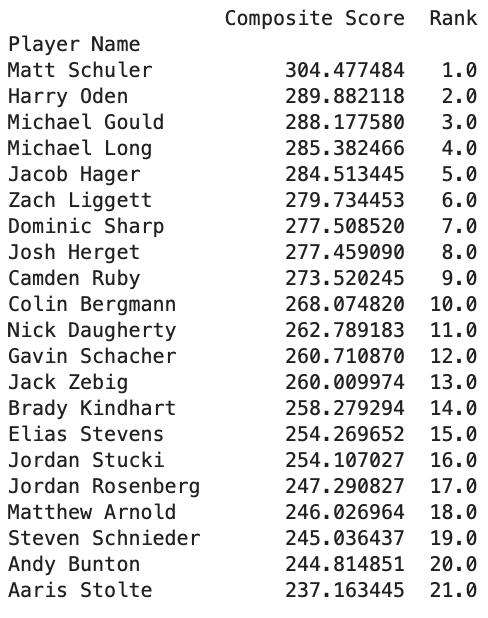 Composite Score Rank
Player Name
Matt Schuler 304.477484 1.0
Harry Oden 289.882118 2.0
Michael Gould 288.177580 3.0
Michael Long 285.382466 4.0
Jacob Hager 284.513445 5.0
Zach Liggett 279.734453 6.0
Dominic Sharp 277.508520 7.0
Josh Herget 277.459090 8.0
Camden Ruby 273.520245 9.0
Colin Bergmann 268.074820 10.0
Nick Daugherty 262.789183 11.0
Gavin Schacher 260.710870 12.0
Jack Zebig 260.009974 13.0
Brady Kindhart 258.279294 14.0
Elias Stevens 254.269652 15.0
Jordan Stucki 254.107027 16.0
Jordan Rosenberg 247.290827 17.0
Matthew Arnold 246.026964 18.0
Steven Schnieder 245.036437 19.0
Andy Bunton 244.814851 20.0
Aaris Stolte 237.163445 21.0